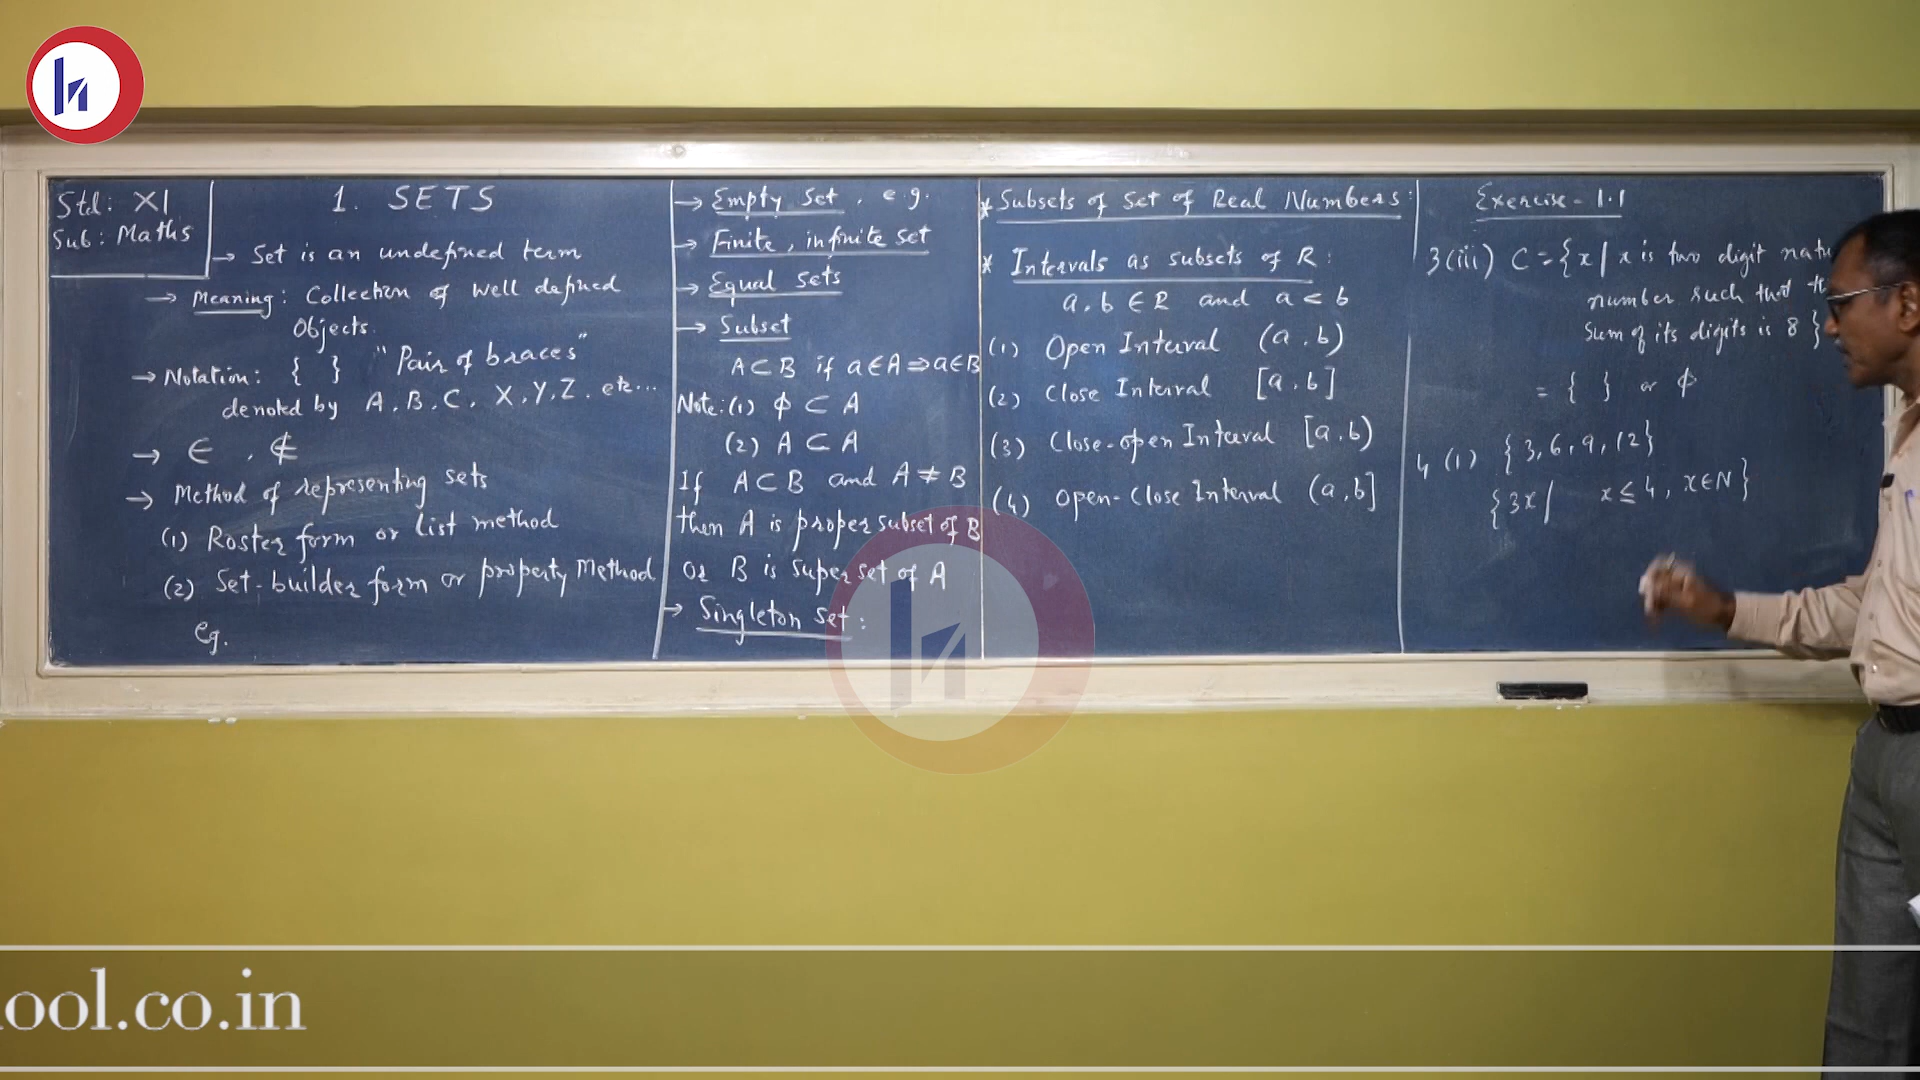 Std: XI
Sub: Maths
1. SETS
→ Set is an undefined term
→ Meaning: Collection of well defined
Objects.
→ Notation: { } "Pair of braces"
denoted by A, B, C, X, Y, Z. etc...
→ ∈ , ∉
→ Method of representing sets
(1) Roster form or list method
(2) Set-builder form or property Method
eg.
→ Empty Set, e.g.
→ Finite, infinite set
→ Equal sets
→ Subset
A⊂B if a∈A ⇒ a∈B
Note: (1) ϕ ⊂ A
(2) A ⊂ A
If A⊂B and A ≠ B
then A is proper subset of B
or B is super set of A
→ Singleton set:
* Subsets of set of Real Numbers:
* Intervals as subsets of R:
a, b ∈ R and a < b
(1) Open Interval (a, b)
(2) Close Interval [a, b]
(3) Close-open Interval [a, b)
(4) Open-Close Interval (a, b]
Exercise - 1.1
3(iii) C = {x | x is two digit natu
number such that
sum of its digits is 8}
= { } or ϕ
4 (i) {3, 6, 9, 12}
{3x | x ≤ 4, x∈N}
ool.co.in